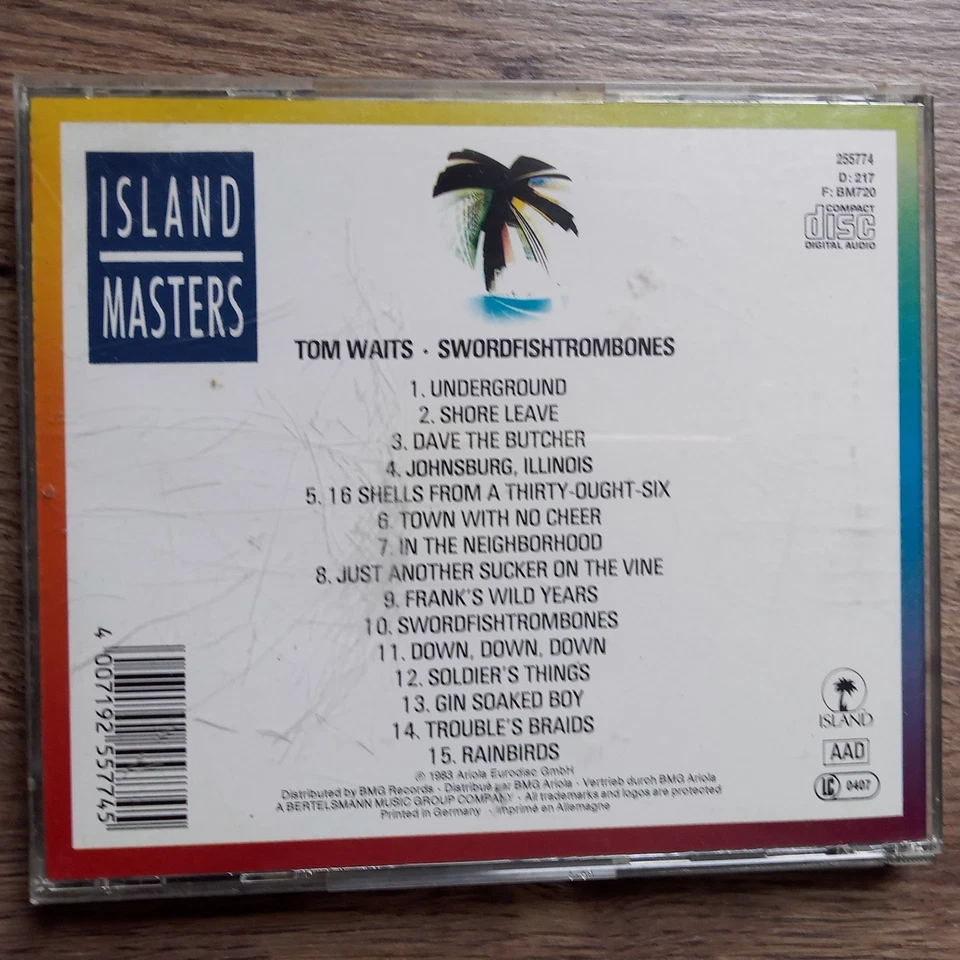 ISLAND
MASTERS
255774
D: 217
F: BM720
COMPACT
disc
DIGITAL AUDIO
TOM WAITS · SWORDFISHTROMBONES
1. UNDERGROUND
2. SHORE LEAVE
3. DAVE THE BUTCHER
4. JOHNSBURG, ILLINOIS
5. 16 SHELLS FROM A THIRTY-OUGHT-SIX
6. TOWN WITH NO CHEER
7. IN THE NEIGHBORHOOD
8. JUST ANOTHER SUCKER ON THE VINE
9. FRANK'S WILD YEARS
10. SWORDFISHTROMBONES
11. DOWN, DOWN, DOWN
12. SOLDIER'S THINGS
13. GIN SOAKED BOY
14. TROUBLE'S BRAIDS
15. RAINBIRDS
℗ 1983 Ariola Eurodisc GmbH
Distributed by BMG Records · Distribué par BMG Ariola · Vertrieb durch BMG Ariola
A BERTELSMANN MUSIC GROUP COMPANY · All trademarks and logos are protected
Printed in Germany · Imprimé en Allemagne
4 007192 557745
ISLAND
AAD
LC 0407